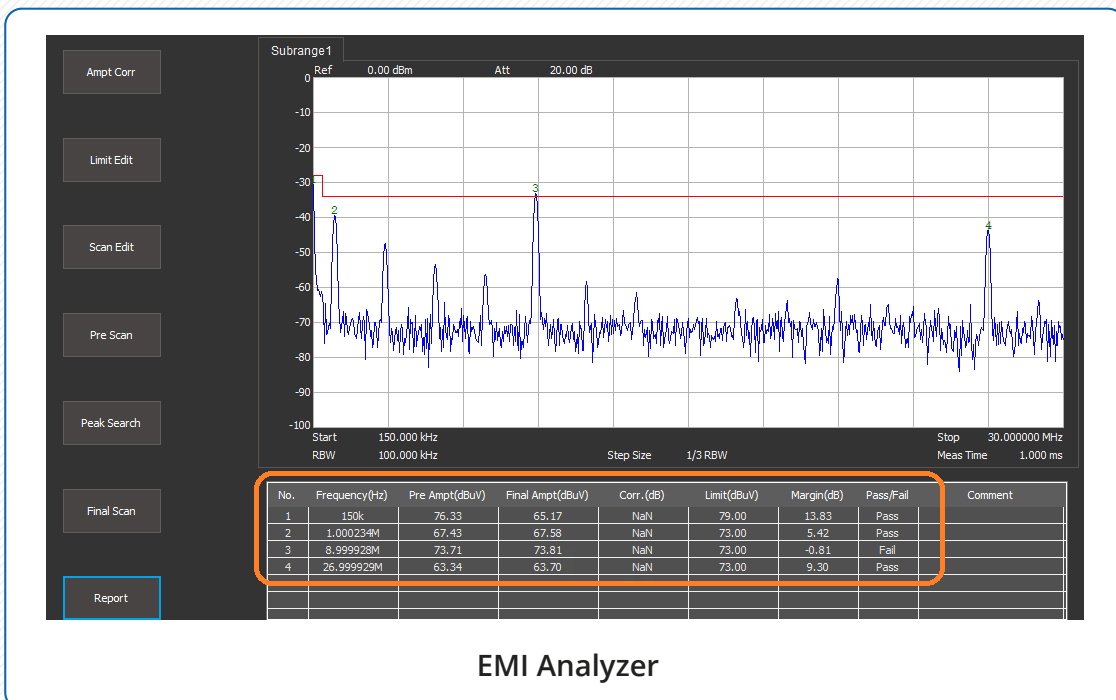 Ampt Corr
Limit Edit
Scan Edit
Pre Scan
Peak Search
Final Scan
Report
Subrange1
Ref 0.00 dBm Att 20.00 dB
0
-10
-20
-30
-40
-50
-60
-70
-80
-90
-100
2
3
4
Start 150.000 kHz Stop 30.000000 MHz
RBW 100.000 kHz Step Size 1/3 RBW Meas Time 1.000 ms
No. Frequency(Hz) Pre Ampt(dBuV) Final Ampt(dBuV) Corr.(dB) Limit(dBuV) Margin(dB) Pass/Fail Comment
1 150k 76.33 65.17 NaN 79.00 13.83 Pass
2 1.000234M 67.43 67.58 NaN 73.00 5.42 Pass
3 8.999928M 73.71 73.81 NaN 73.00 -0.81 Fail
4 26.999929M 63.34 63.70 NaN 73.00 9.30 Pass
EMI Analyzer